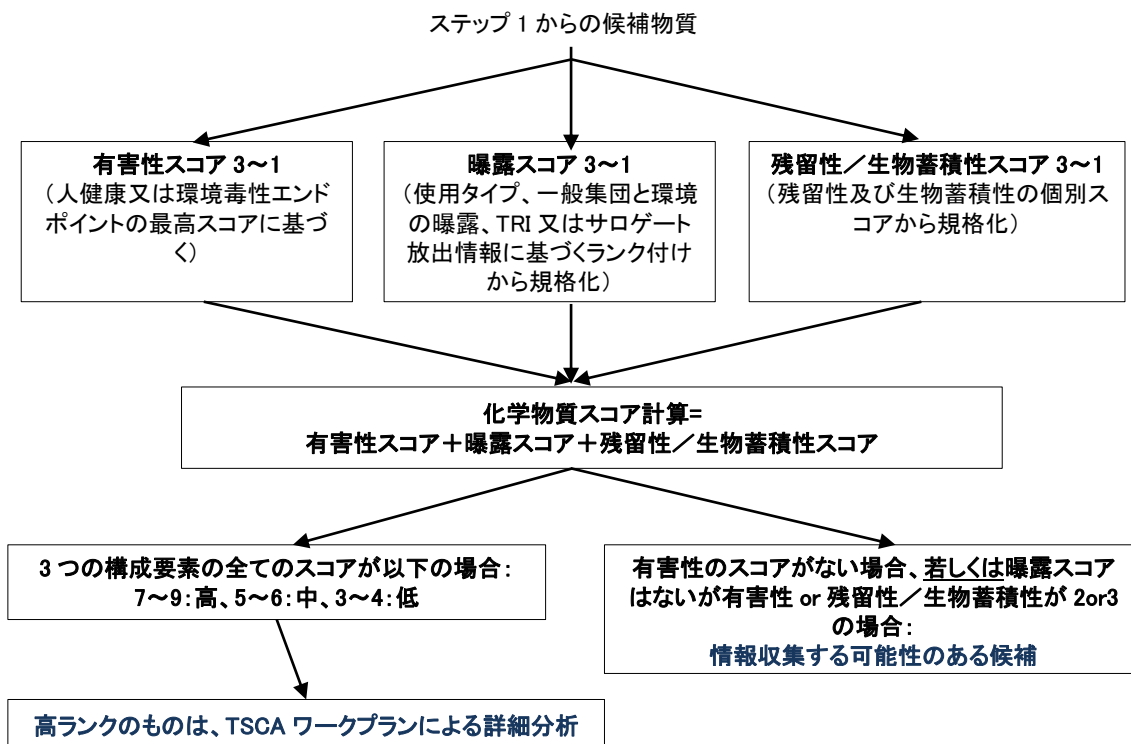 ステップ 1 からの候補物質
有害性スコア 3～1
（人健康又は環境毒性エンド
ポイントの最高スコアに基づ
く）
曝露スコア 3～1
（使用タイプ、一般集団と環境
の曝露、TRI 又はサロゲート
放出情報に基づくランク付け
から規格化）
残留性／生物蓄積性スコア 3～1
（残留性及び生物蓄積性の個別ス
コアから規格化）
化学物質スコア計算=
有害性スコア＋曝露スコア＋残留性／生物蓄積性スコア
3 つの構成要素の全てのスコアが以下の場合：
7～9：高、5～6：中、3～4：低
有害性のスコアがない場合、若しくは曝露スコア
はないが有害性 or 残留性／生物蓄積性が 2or3
の場合：
情報収集する可能性のある候補
高ランクのものは、TSCA ワークプランによる詳細分析